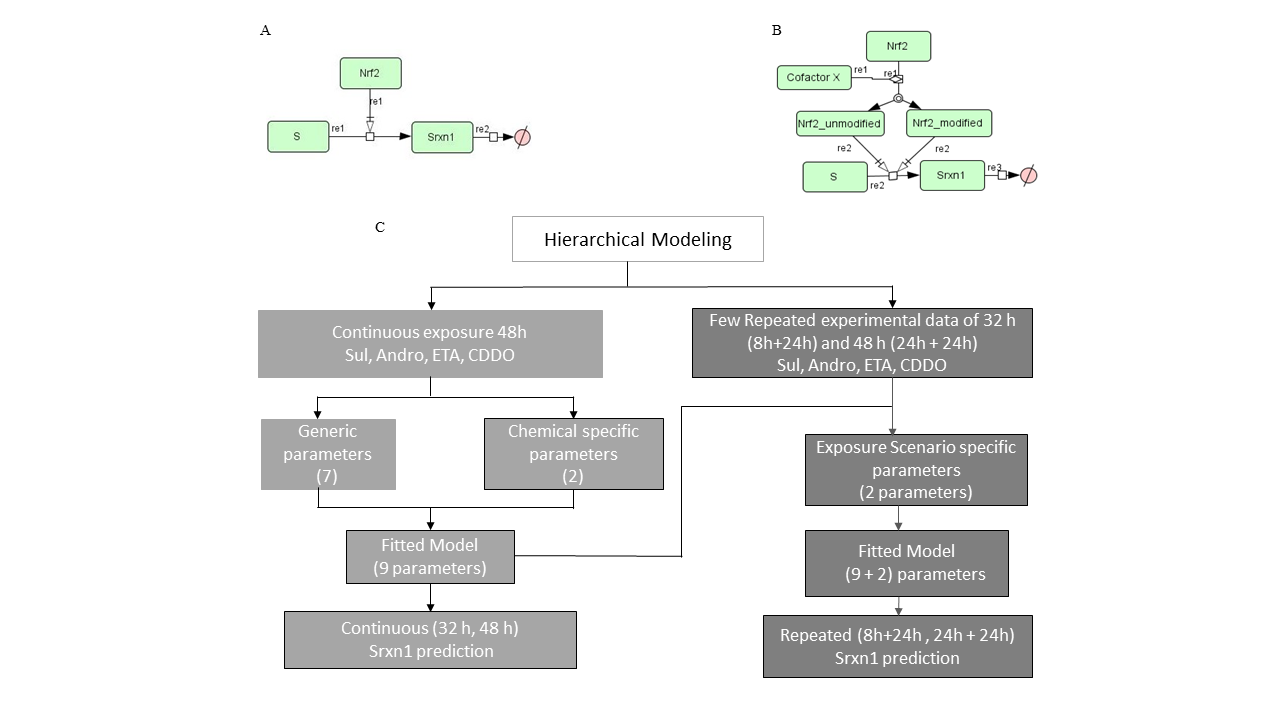 A
Nrf2
re1
S
re1
Srxn1
re2
B
Nrf2
Cofactor X
re1
re1
Nrf2_unmodified
Nrf2_modified
re2
re2
S
re2
Srxn1
re3
C
Hierarchical Modeling
Continuous exposure 48h
Sul, Andro, ETA, CDDO
Few Repeated experimental data of 32 h
(8h+24h) and 48 h (24h + 24h)
Sul, Andro, ETA, CDDO
Generic
parameters
(7)
Chemical specific
parameters
(2)
Exposure Scenario specific
parameters
(2 parameters)
Fitted Model
(9 parameters)
Fitted Model
(9 + 2) parameters
Continuous (32 h, 48 h)
Srxn1 prediction
Repeated (8h+24h , 24h + 24h)
Srxn1 prediction